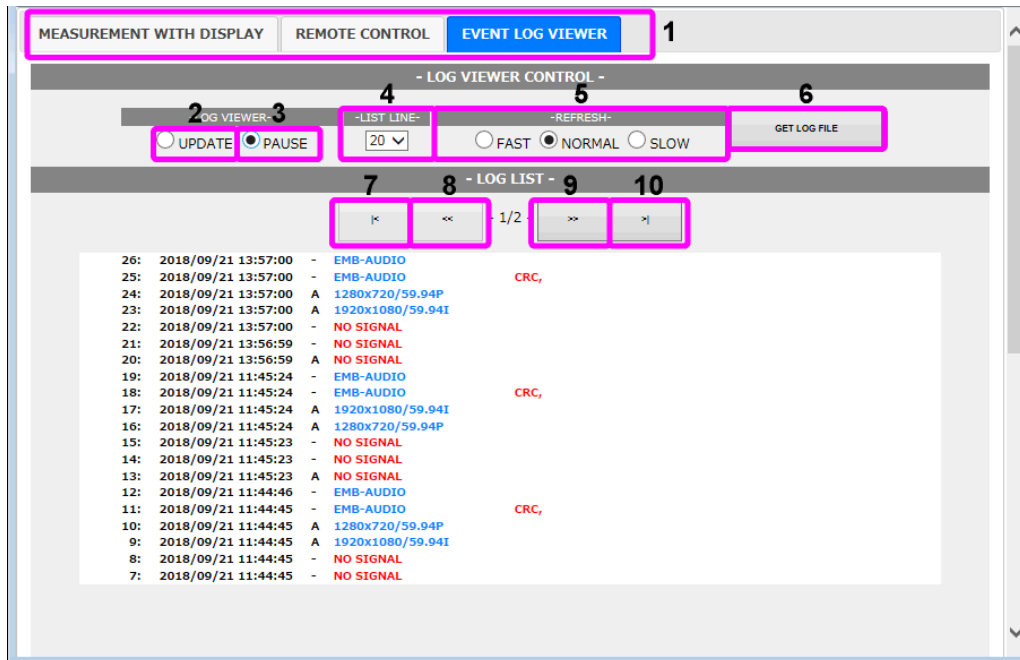 MEASUREMENT WITH DISPLAY REMOTE CONTROL EVENT LOG VIEWER 1
- LOG VIEWER CONTROL -
2 3 4 5 6
LOG VIEWER- -LIST LINE- -REFRESH- GET LOG FILE
UPDATE PAUSE 20 FAST NORMAL SLOW
- LOG LIST -
7 8 9 10
|< << - 1/2 - >> >|
26: 2018/09/21 13:57:00 - EMB-AUDIO
25: 2018/09/21 13:57:00 - EMB-AUDIO CRC,
24: 2018/09/21 13:57:00 A 1280x720/59.94P
23: 2018/09/21 13:57:00 A 1920x1080/59.94I
22: 2018/09/21 13:57:00 - NO SIGNAL
21: 2018/09/21 13:56:59 - NO SIGNAL
20: 2018/09/21 13:56:59 A NO SIGNAL
19: 2018/09/21 11:45:24 - EMB-AUDIO
18: 2018/09/21 11:45:24 - EMB-AUDIO CRC,
17: 2018/09/21 11:45:24 A 1920x1080/59.94I
16: 2018/09/21 11:45:24 A 1280x720/59.94P
15: 2018/09/21 11:45:23 - NO SIGNAL
14: 2018/09/21 11:45:23 - NO SIGNAL
13: 2018/09/21 11:45:23 A NO SIGNAL
12: 2018/09/21 11:44:46 - EMB-AUDIO
11: 2018/09/21 11:44:45 - EMB-AUDIO CRC,
10: 2018/09/21 11:44:45 A 1280x720/59.94P
9: 2018/09/21 11:44:45 A 1920x1080/59.94I
8: 2018/09/21 11:44:45 - NO SIGNAL
7: 2018/09/21 11:44:45 - NO SIGNAL